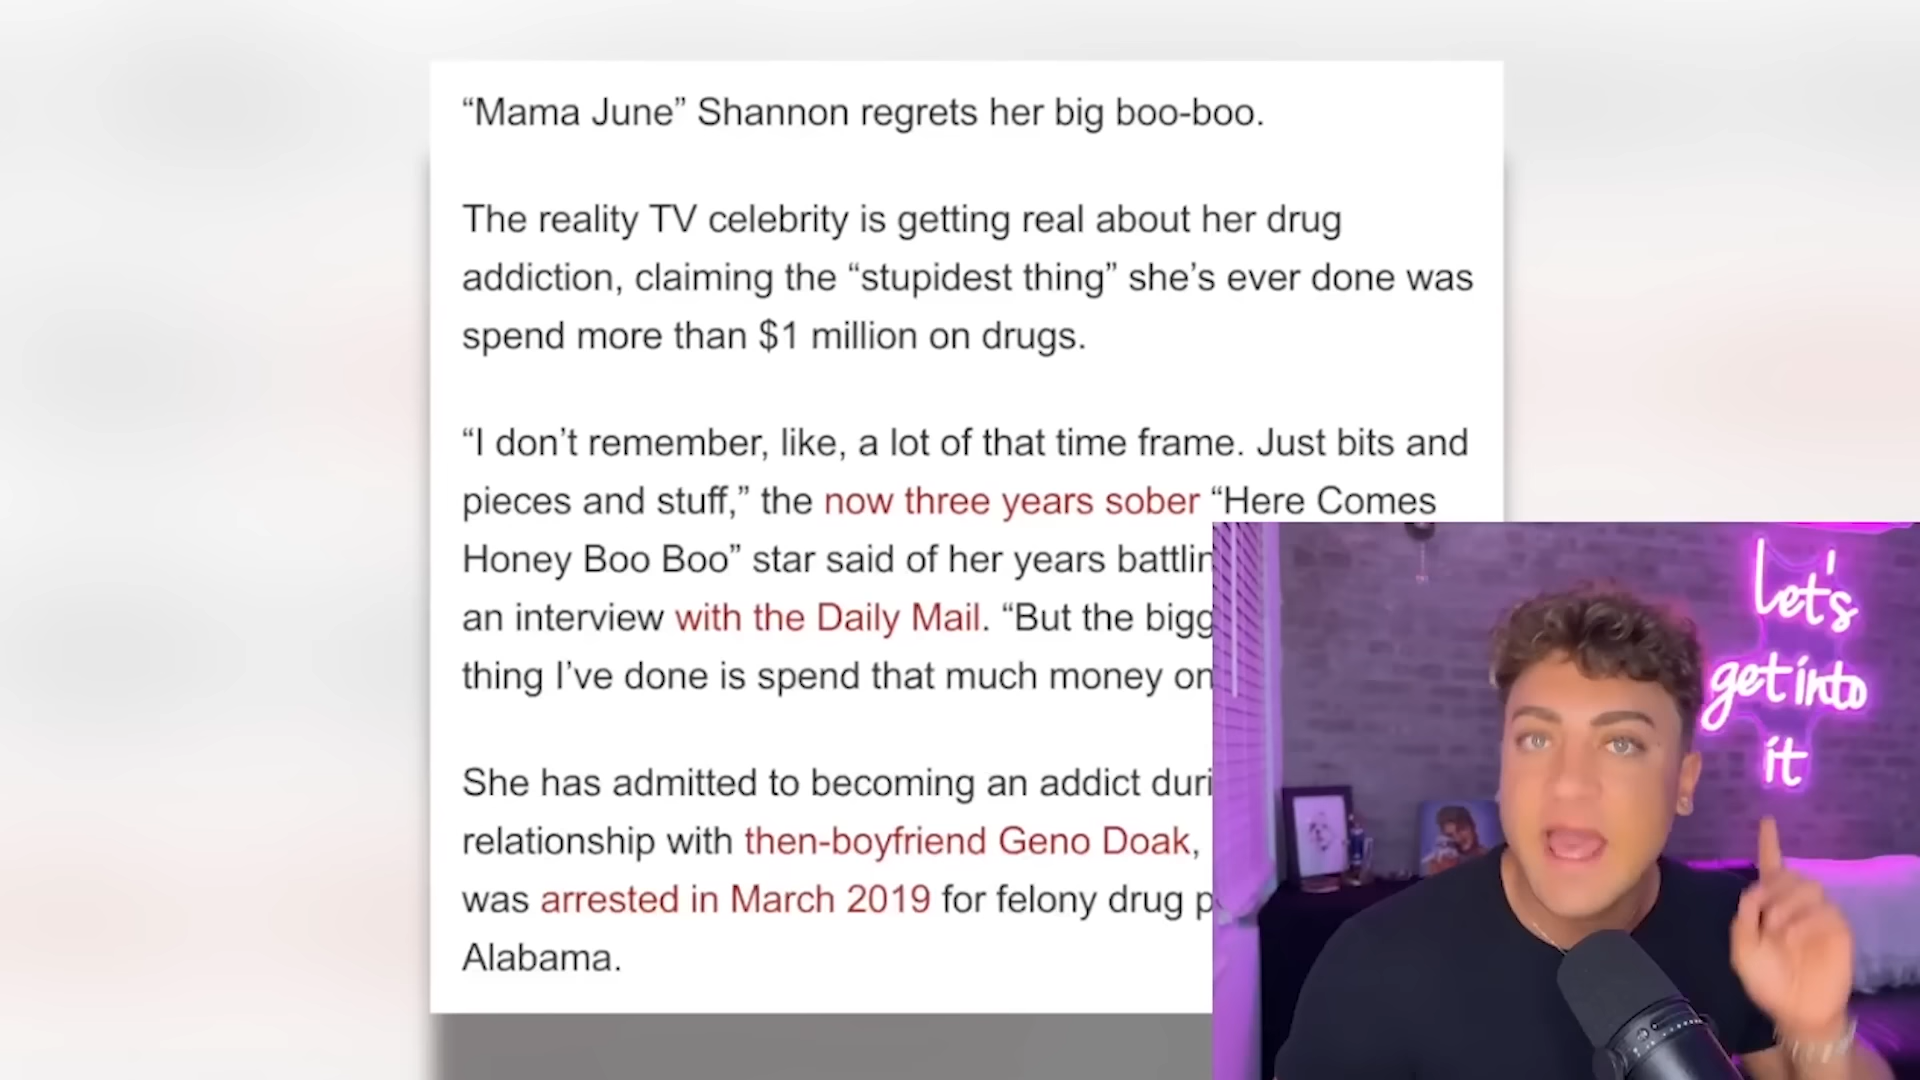 “Mama June” Shannon regrets her big boo-boo.
The reality TV celebrity is getting real about her drug
addiction, claiming the “stupidest thing” she’s ever done was
spend more than $1 million on drugs.
“I don’t remember, like, a lot of that time frame. Just bits and
pieces and stuff,” the now three years sober “Here Comes
Honey Boo Boo” star said of her years
an interview with the Daily Mail. “But the
thing I’ve done is spend that much money on
She has admitted to becoming an addict
relationship with then-boyfriend Geno Doak,
was arrested in March 2019 for felony drug
Alabama.
let's
get into
it